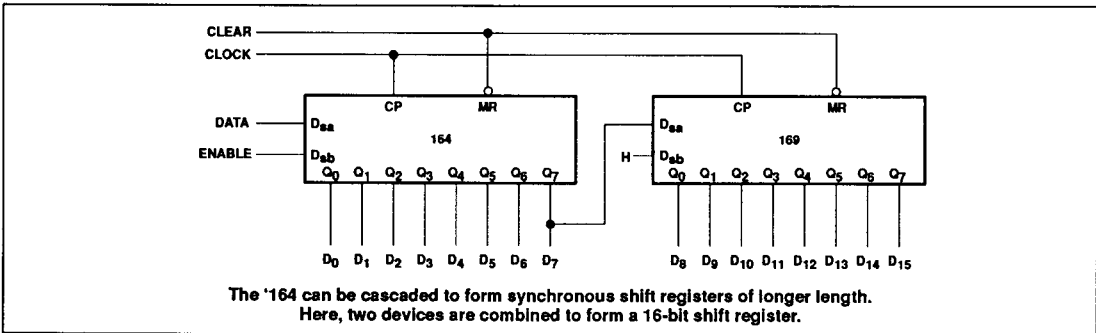 CLEAR
CLOCK
CP MR CP MR
DATA Dsa 164 Dsa 169
ENABLE Dsb H Dsb
Q0 Q1 Q2 Q3 Q4 Q5 Q6 Q7 Q0 Q1 Q2 Q3 Q4 Q5 Q6 Q7
D0 D1 D2 D3 D4 D5 D6 D7 D8 D9 D10 D11 D12 D13 D14 D15
The '164 can be cascaded to form synchronous shift registers of longer length.
Here, two devices are combined to form a 16-bit shift register.